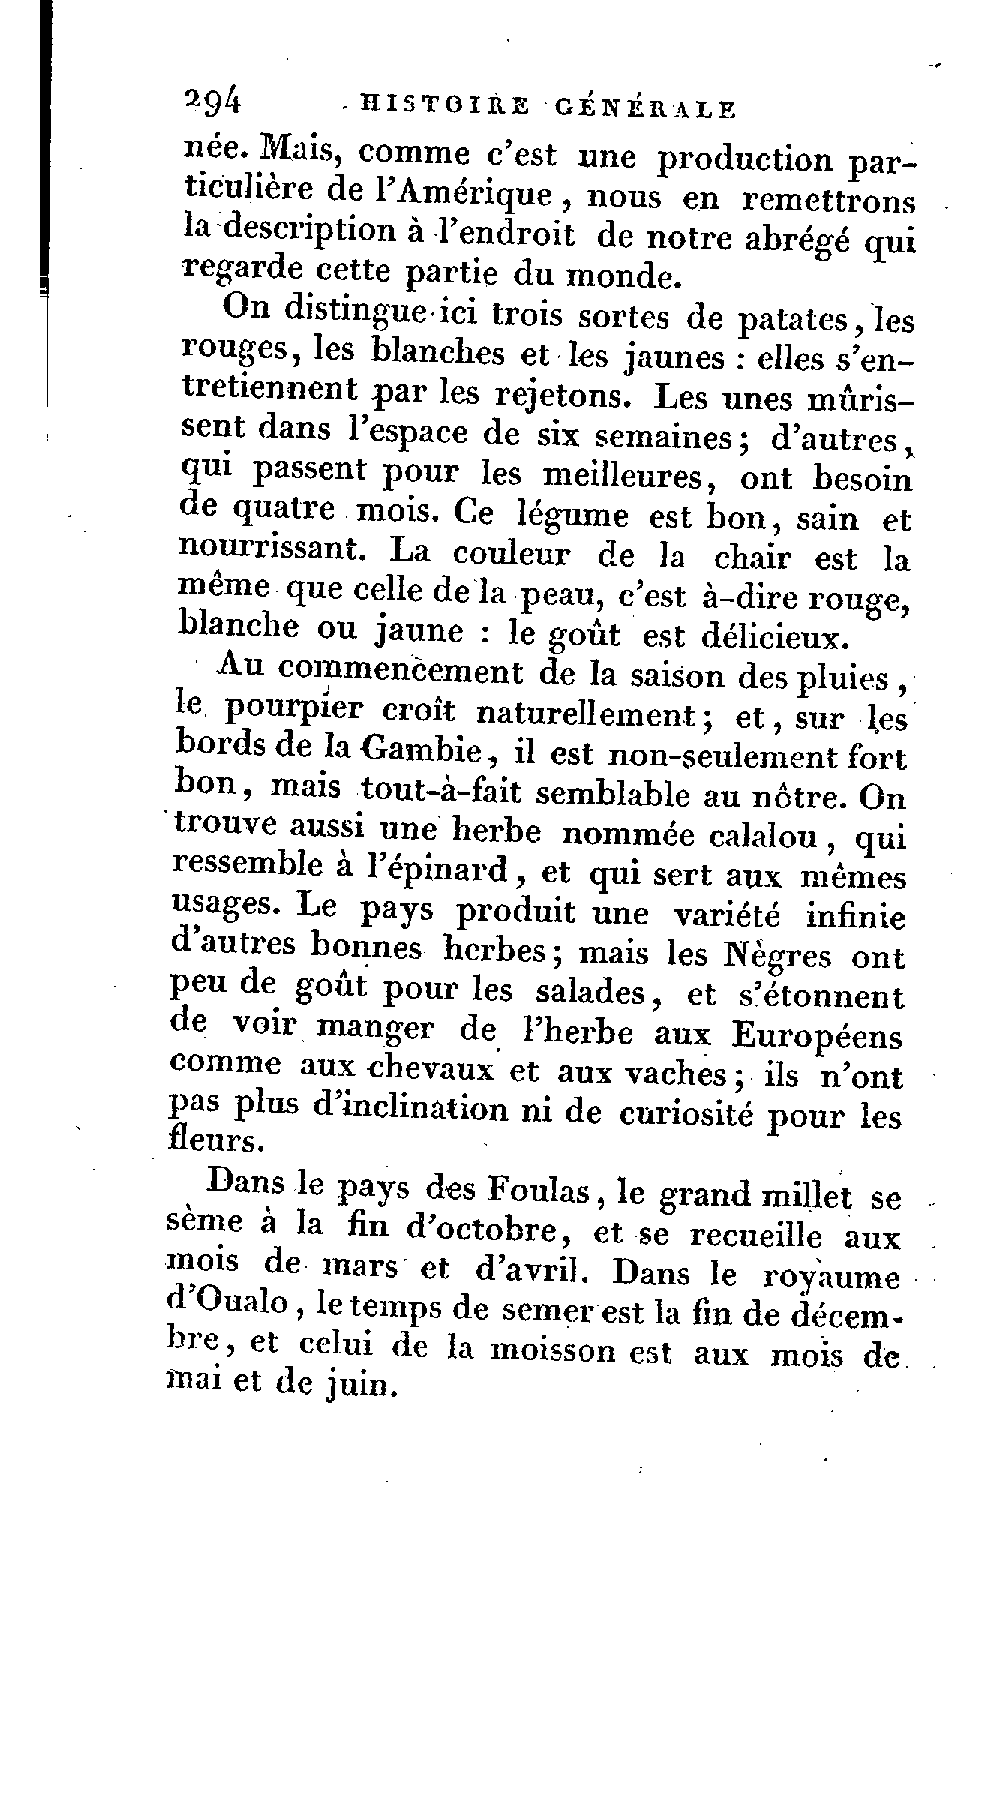 294 HISTOIRE GÉNÉRALE
née. Mais, comme c'est une production par-
ticulière de l'Amérique, nous en remettrons
la description à l'endroit de notre abrégé qui
regarde cette partie du monde.
On distingue ici trois sortes de patates, les
rouges, les blanches et les jaunes : elles s'en-
tretiennent par les rejetons. Les unes mûris-
sent dans l'espace de six semaines; d'autres,
qui passent pour les meilleures, ont besoin
de quatre mois. Ce légume est bon, sain et
nourrissant. La couleur de la chair est la
même que celle de la peau, c'est à-dire rouge,
blanche ou jaune : le goût est délicieux.
Au commencement de la saison des pluies,
le pourpier croît naturellement; et, sur les
bords de la Gambie, il est non-seulement fort
bon, mais tout-à-fait semblable au nôtre. On
trouve aussi une herbe nommée calalou, qui
ressemble à l'épinard, et qui sert aux mêmes
usages. Le pays produit une variété infinie
d'autres bonnes herbes; mais les Nègres ont
peu de goût pour les salades, et s'étonnent
de voir manger de l'herbe aux Européens
comme aux chevaux et aux vaches; ils n'ont
pas plus d'inclination ni de curiosité pour les
fleurs.
Dans le pays des Foulas, le grand millet se
sème à la fin d'octobre, et se recueille aux
mois de mars et d'avril. Dans le royaume
d'Oualo, le temps de semer est la fin de décem-
bre, et celui de la moisson est aux mois de
mai et de juin.